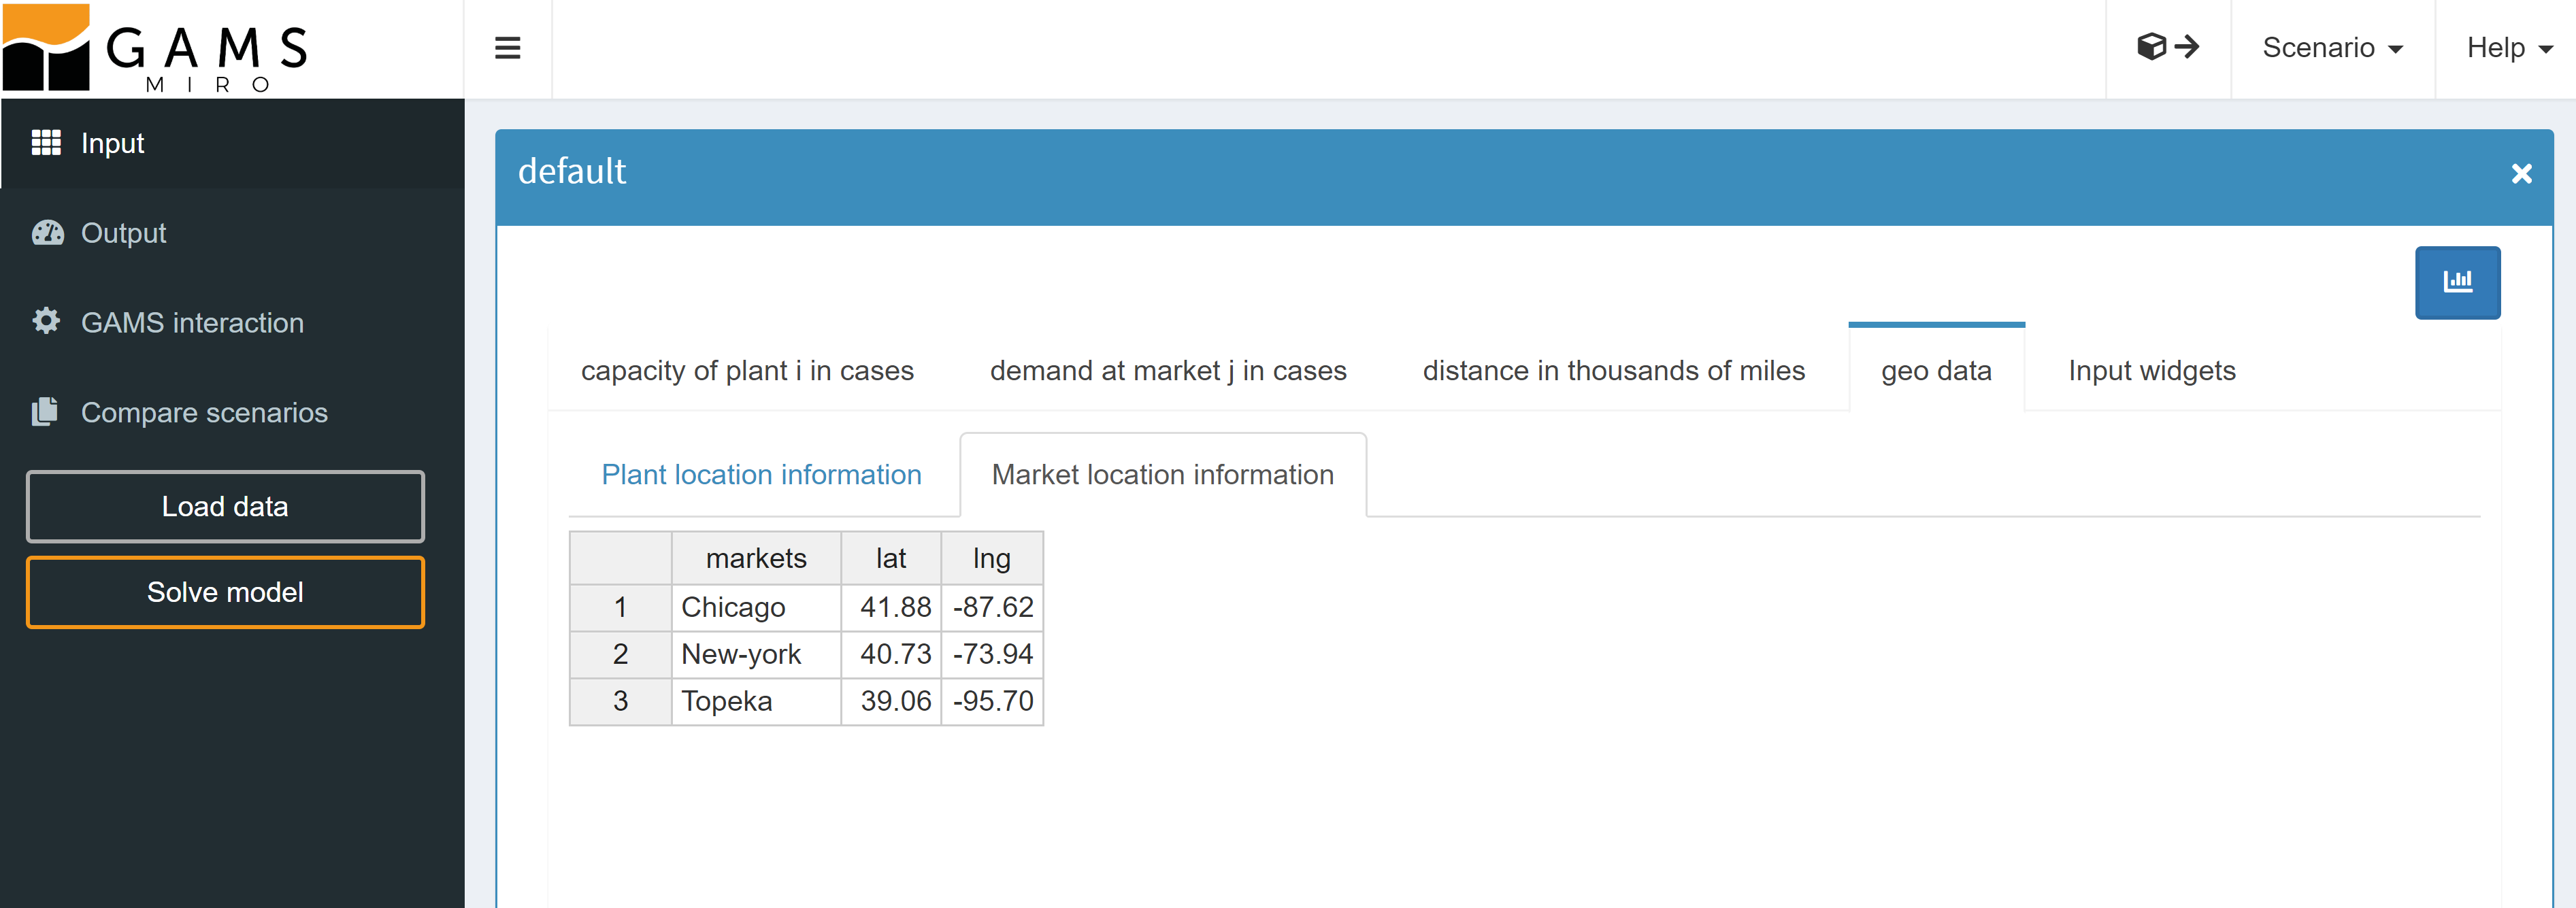 GAMS
MIRO
Scenario
Help
Input
Output
GAMS interaction
Compare scenarios
Load data
Solve model
default
capacity of plant i in cases
demand at market j in cases
distance in thousands of miles
geo data
Input widgets
Plant location information
Market location information
markets lat lng
1 Chicago 41.88 -87.62
2 New-york 40.73 -73.94
3 Topeka 39.06 -95.70